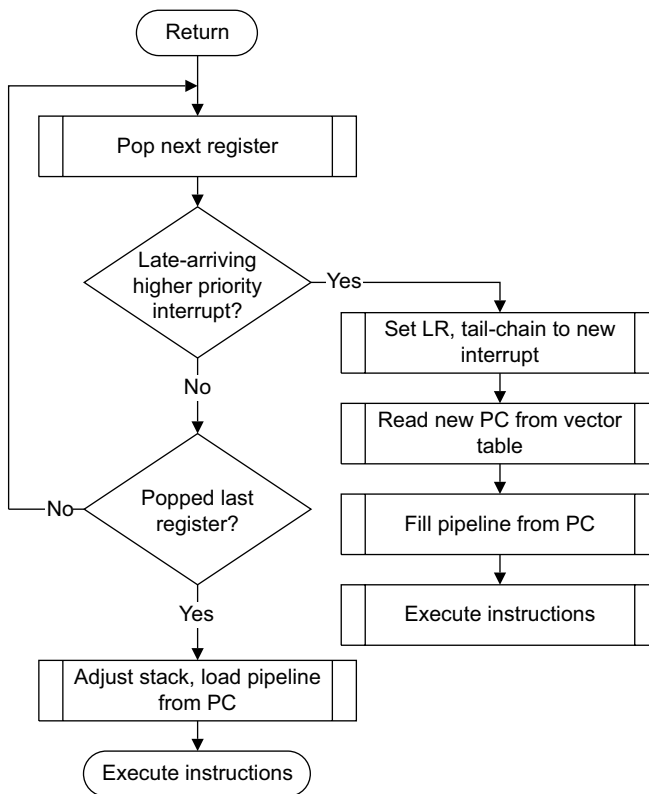 Return
Pop next register
Late-arriving
higher priority
interrupt?
Yes
Set LR, tail-chain to new
interrupt
No
Read new PC from vector
table
Popped last
register?
No
Fill pipeline from PC
Yes
Execute instructions
Adjust stack, load pipeline
from PC
Execute instructions